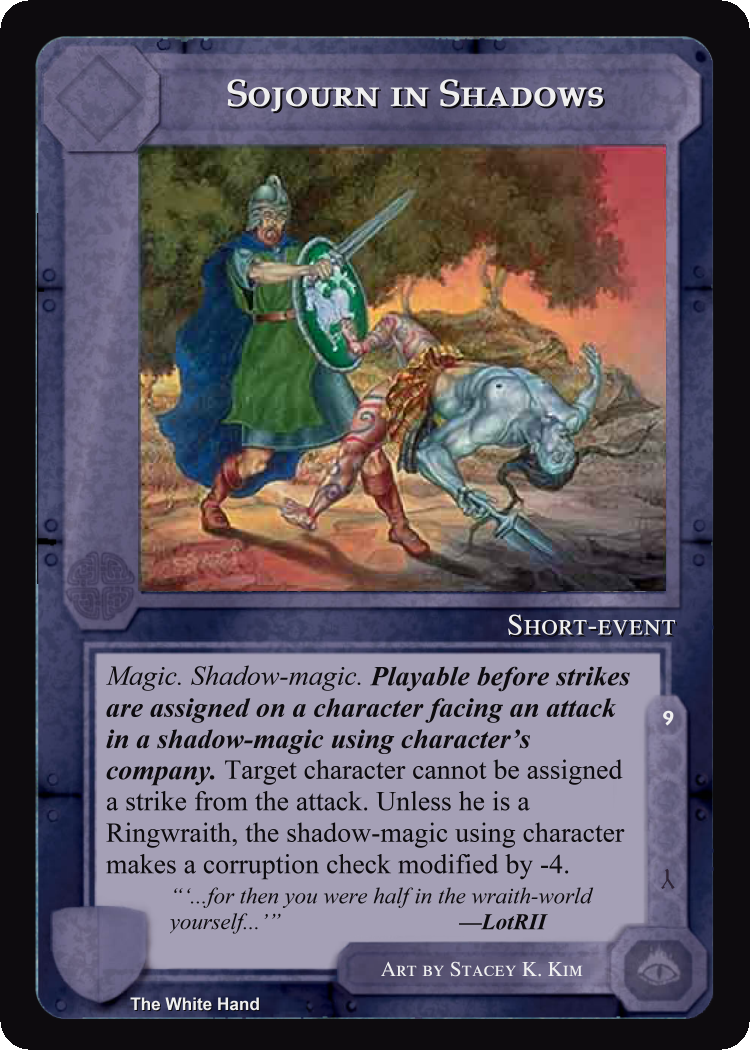 Sojourn in Shadows
Short-event
Magic. Shadow-magic. Playable before strikes
are assigned on a character facing an attack
in a shadow-magic using character's
company. Target character cannot be assigned
a strike from the attack. Unless he is a
Ringwraith, the shadow-magic using character
makes a corruption check modified by -4.
9
“‘...for then you were half in the wraith-world
yourself...’” —LotRII
Art by Stacey K. Kim
The White Hand